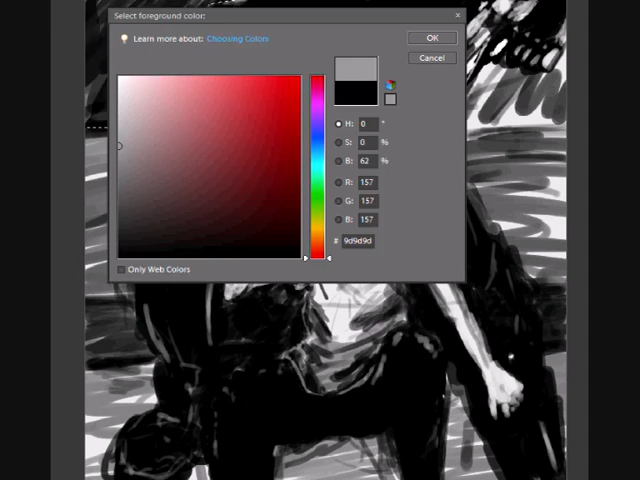 Select foreground color:
Learn more about: Choosing Colors
OK
Cancel
H: 0 °
S: 0 %
B: 62 %
R: 157
G: 157
B: 157
# 9d9d9d
Only Web Colors